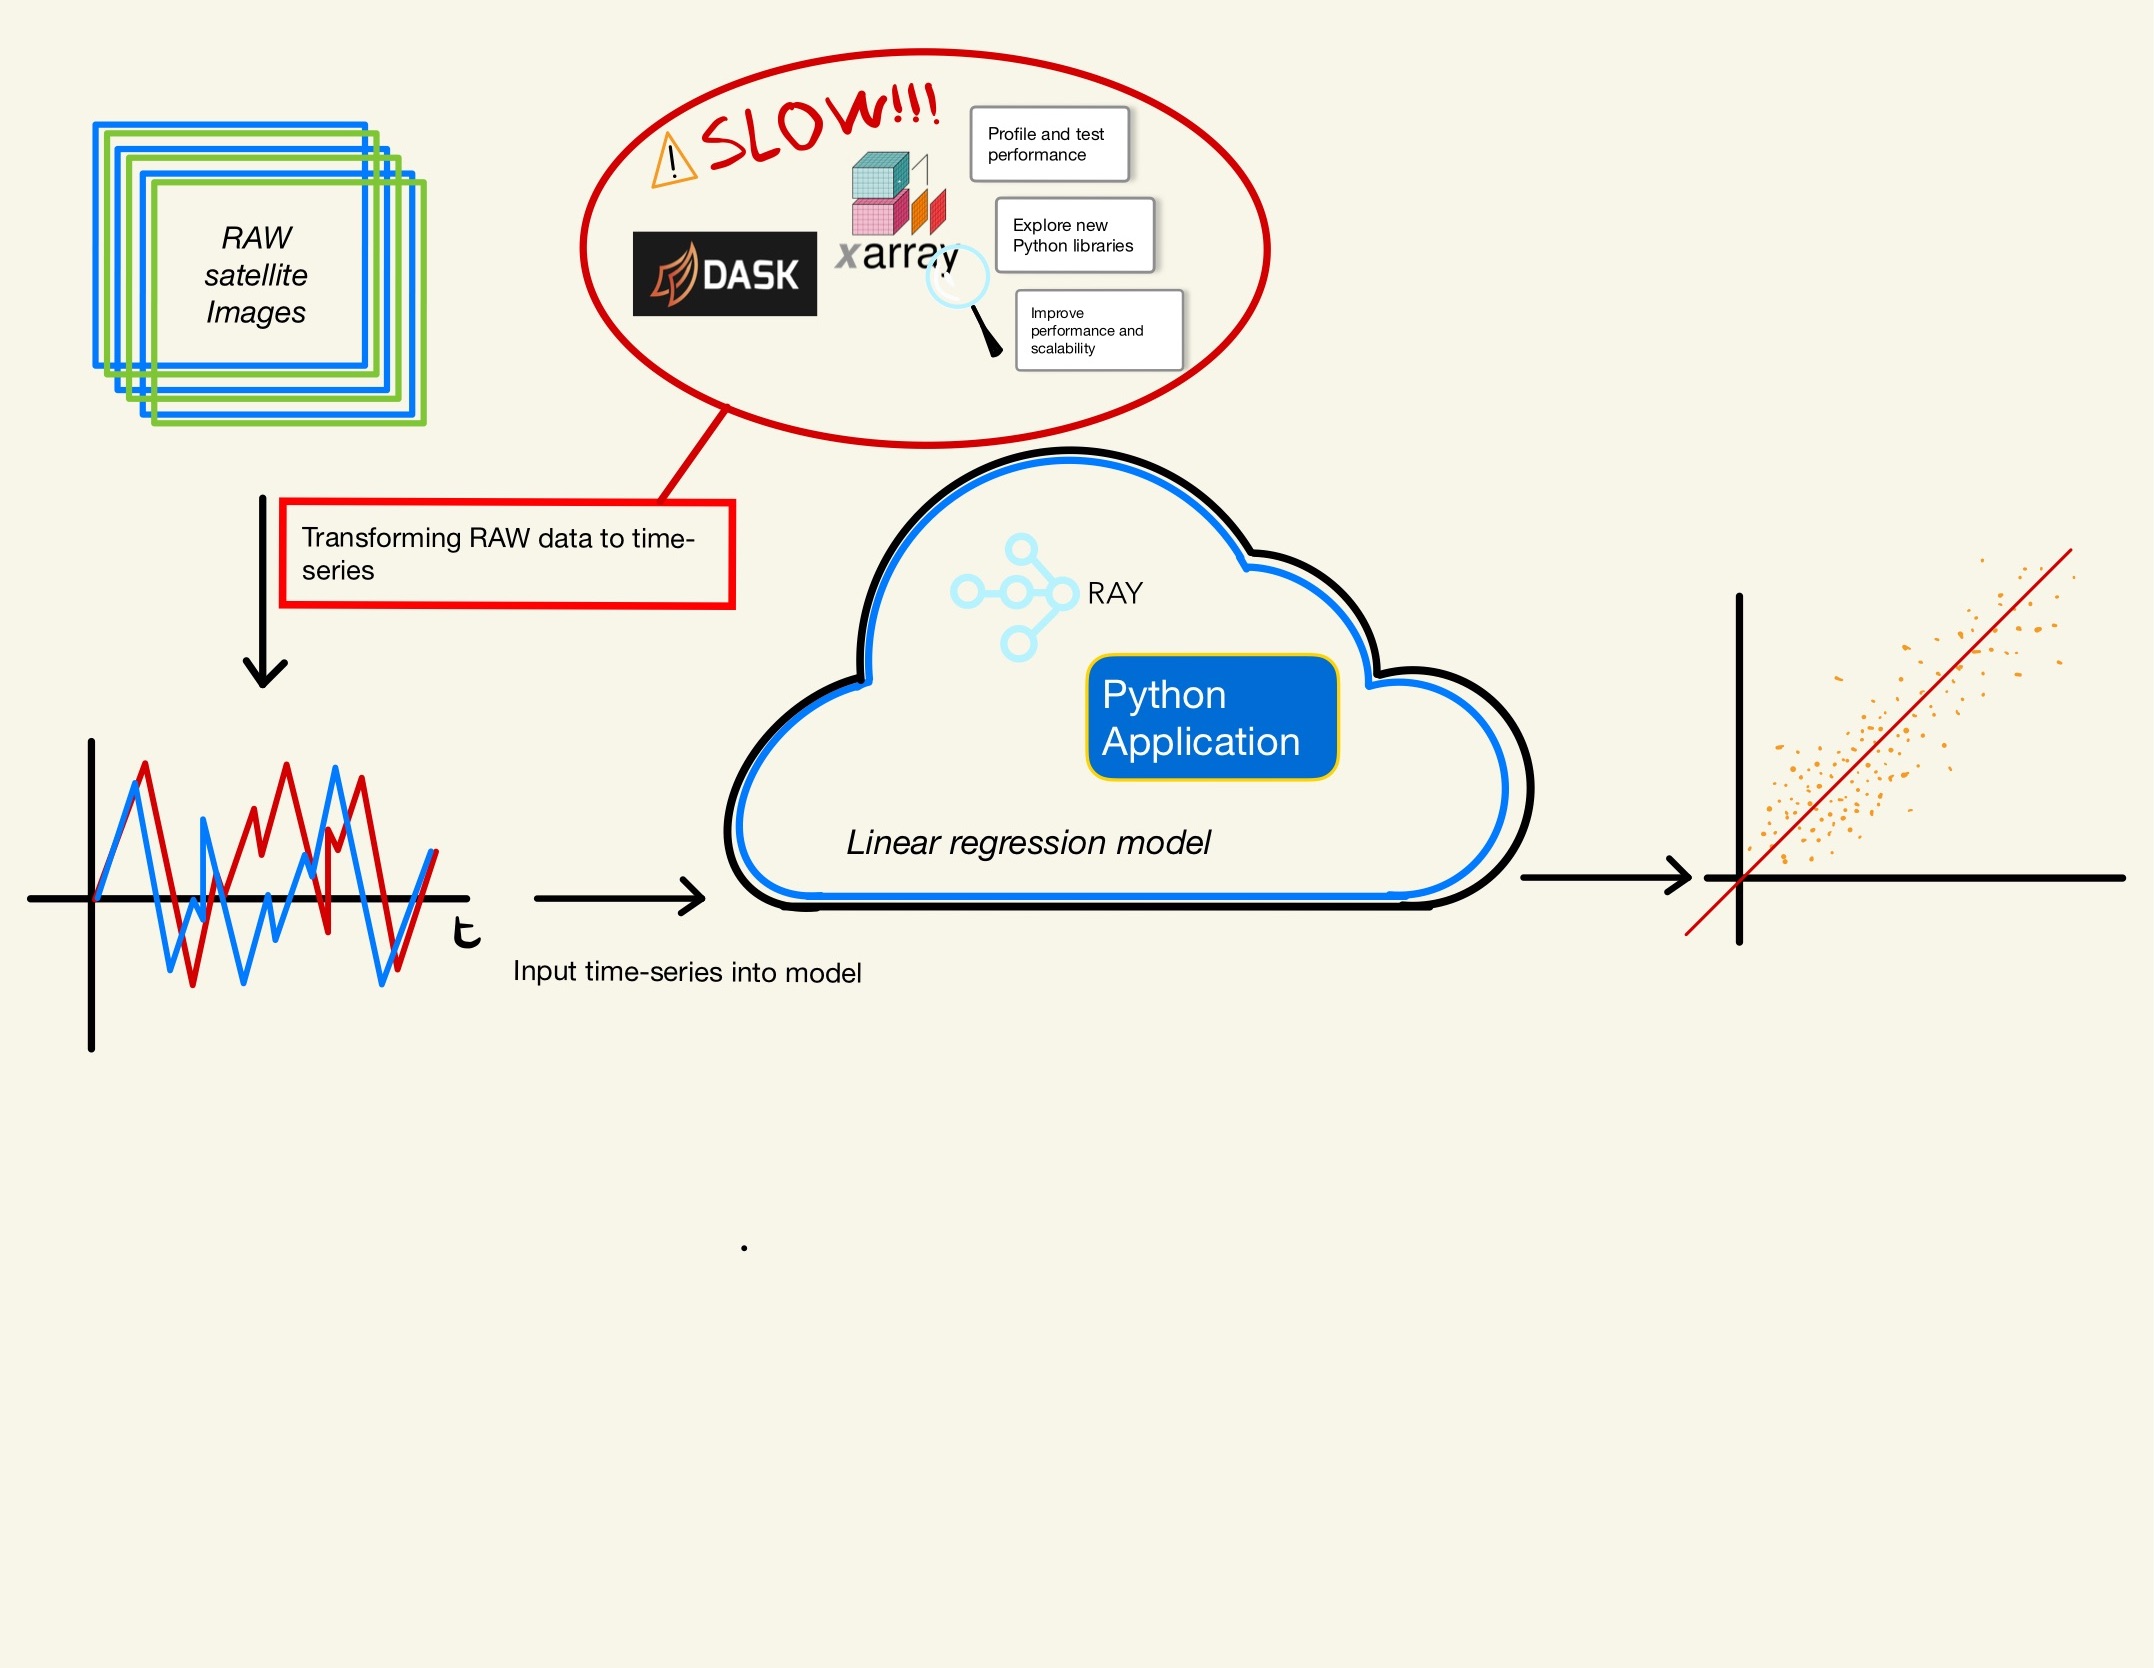 RAW
satellite
Images
SLOW!!!
!
DASK
xarray
Profile and test
performance
Explore new
Python libraries
Improve
performance and
scalability
Transforming RAW data to time-
series
RAY
Python
Application
Linear regression model
t
Input time-series into model